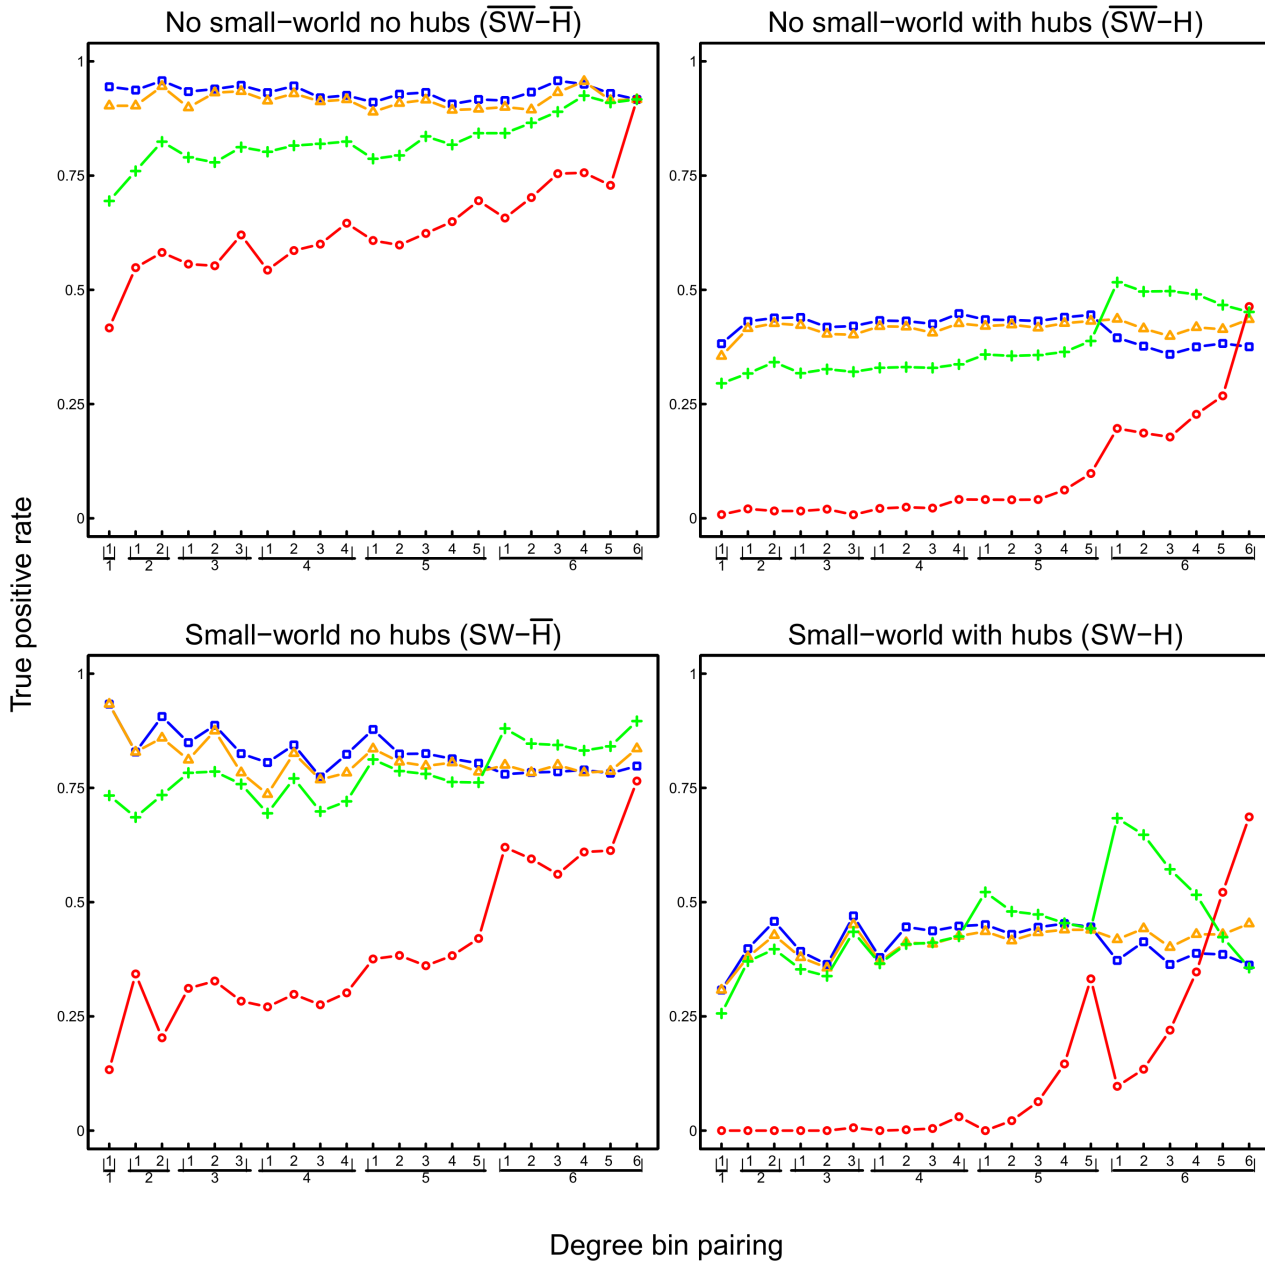 No small−world no hubs (S̅W̅−H̅)
No small−world with hubs (S̅W̅−H)
1
0.75
0.5
0.25
0
1
0.75
0.5
0.25
0
1 1 2 1 2 3 1 2 3 4 1 2 3 4 5 1 2 3 4 5 6
1 2 3 4 5 6
1 1 2 1 2 3 1 2 3 4 1 2 3 4 5 1 2 3 4 5 6
1 2 3 4 5 6
True positive rate
Small−world no hubs (SW−H̅)
Small−world with hubs (SW−H)
1
0.75
0.5
0.25
0
1
0.75
0.5
0.25
0
1 1 2 1 2 3 1 2 3 4 1 2 3 4 5 1 2 3 4 5 6
1 2 3 4 5 6
1 1 2 1 2 3 1 2 3 4 1 2 3 4 5 1 2 3 4 5 6
1 2 3 4 5 6
Degree bin pairing